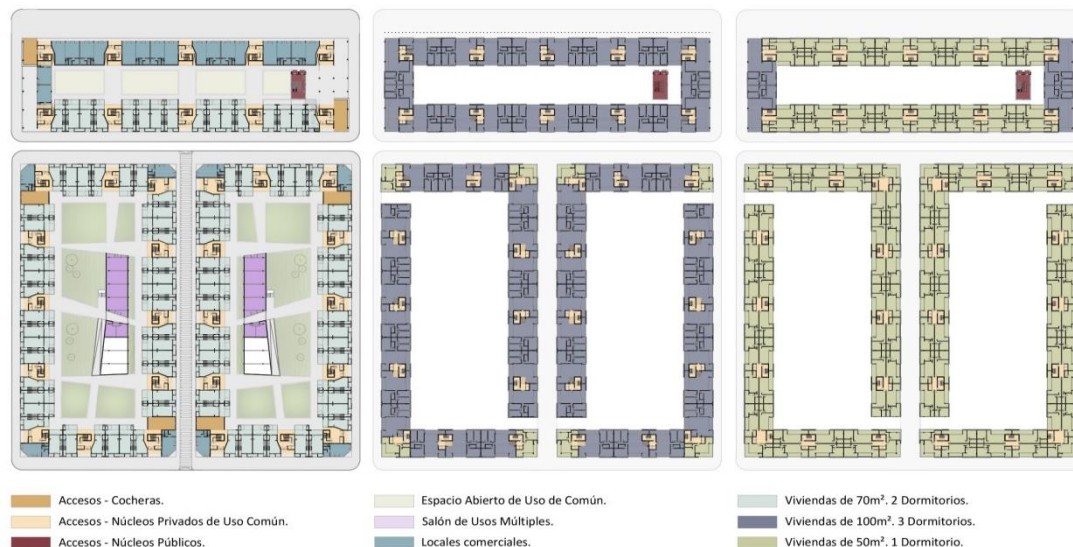 Accesos - Cocheras.
Accesos - Núcleos Privados de Uso Común.
Accesos - Núcleos Públicos.
Espacio Abierto de Uso de Común.
Salón de Usos Múltiples.
Locales comerciales.
Viviendas de 70m². 2 Dormitorios.
Viviendas de 100m². 3 Dormitorios.
Viviendas de 50m². 1 Dormitorio.